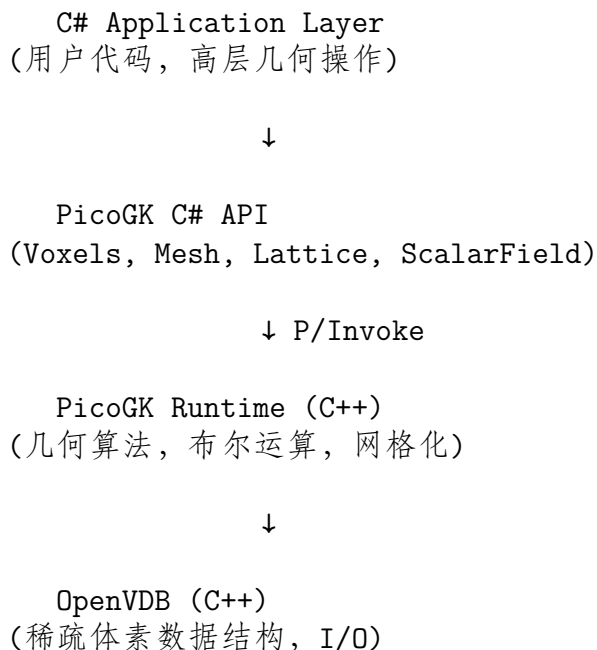 C# Application Layer
(用户代码, 高层几何操作)
↓
PicoGK C# API
(Voxels, Mesh, Lattice, ScalarField)
↓ P/Invoke
PicoGK Runtime (C++)
(几何算法, 布尔运算, 网格化)
↓
OpenVDB (C++)
(稀疏体素数据结构, I/O)